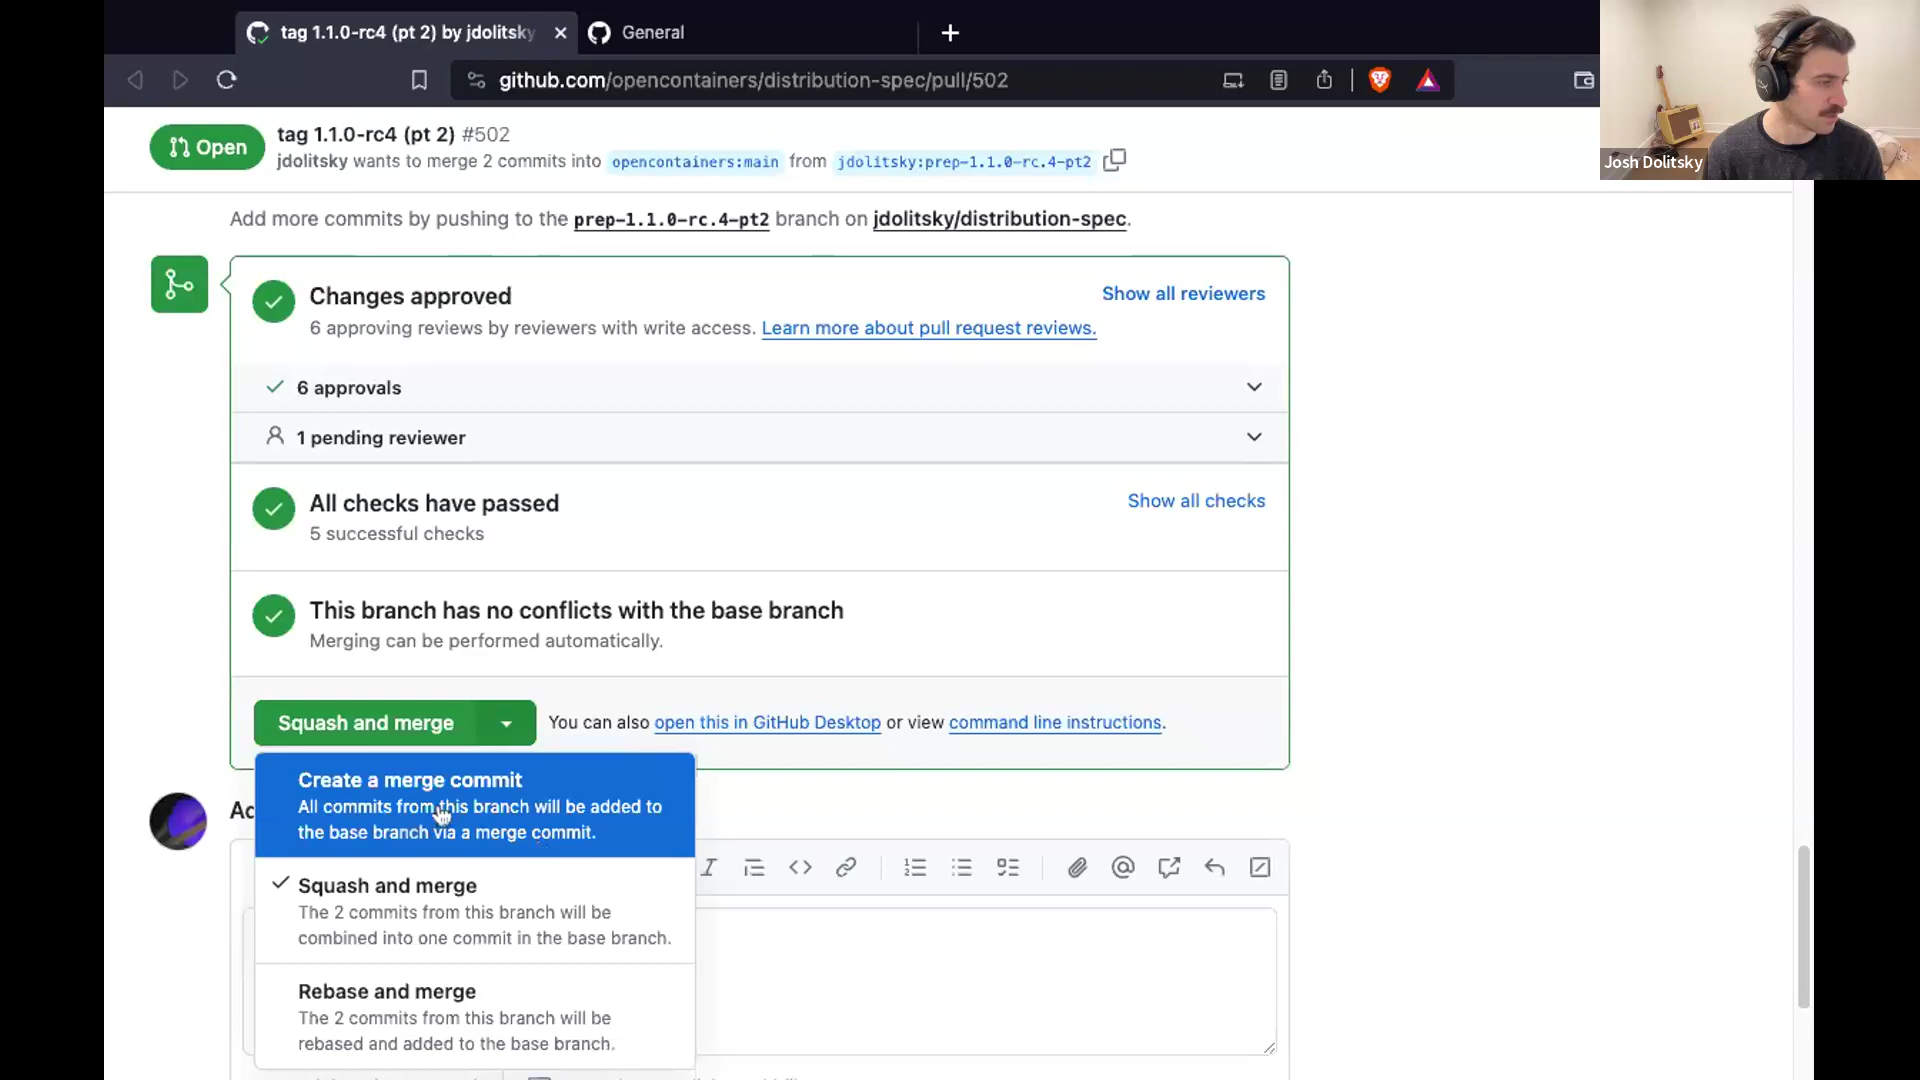 tag 1.1.0-rc4 (pt 2) by jdolitsky
General
github.com/opencontainers/distribution-spec/pull/502
Josh Dolitsky
Open
tag 1.1.0-rc4 (pt 2) #502
jdolitsky wants to merge 2 commits into opencontainers:main from jdolitsky:prep-1.1.0-rc.4-pt2
Add more commits by pushing to the prep-1.1.0-rc.4-pt2 branch on jdolitsky/distribution-spec.
Changes approved
Show all reviewers
6 approving reviews by reviewers with write access. Learn more about pull request reviews.
6 approvals
1 pending reviewer
All checks have passed
Show all checks
5 successful checks
This branch has no conflicts with the base branch
Merging can be performed automatically.
Squash and merge
You can also open this in GitHub Desktop or view command line instructions.
Create a merge commit
All commits from this branch will be added to
the base branch via a merge commit.
Squash and merge
The 2 commits from this branch will be
combined into one commit in the base branch.
Rebase and merge
The 2 commits from this branch will be
rebased and added to the base branch.